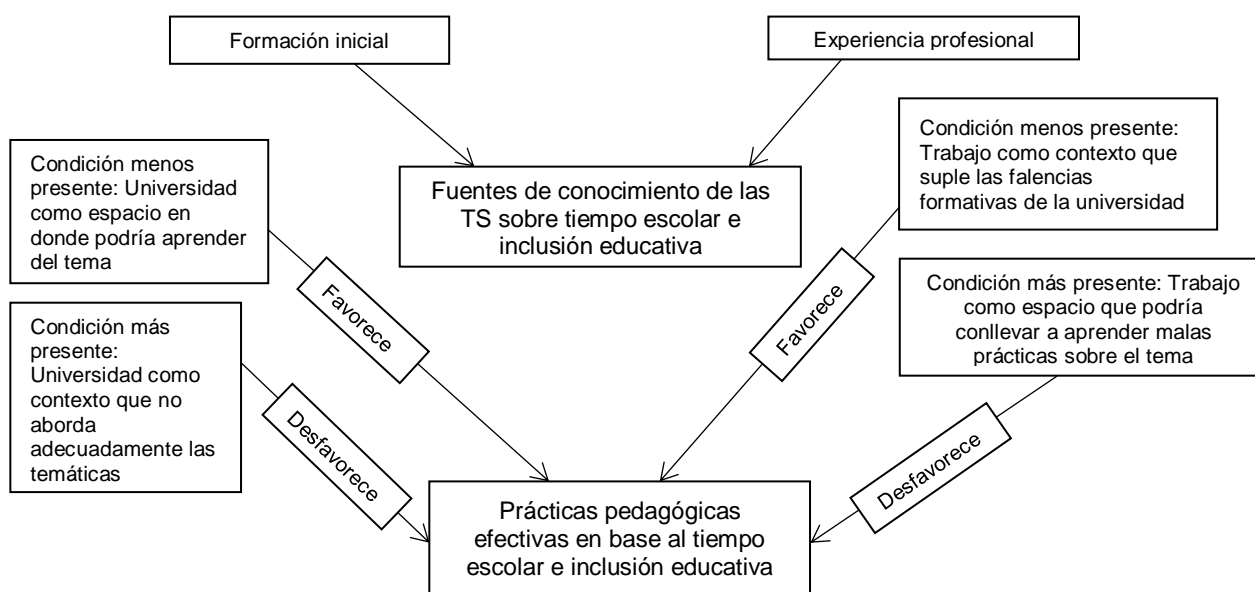 Formación inicial
Experiencia profesional
Condición menos
presente: Universidad
como espacio en
donde podría aprender
del tema
Fuentes de conocimiento de las
TS sobre tiempo escolar e
inclusión educativa
Condición menos presente:
Trabajo como contexto que
suple las falencias
formativas de la universidad
Favorece
Favorece
Condición más
presente:
Universidad como
contexto que no
aborda
adecuadamente las
temáticas
Condición más presente: Trabajo
como espacio que podría
conllevar a aprender malas
prácticas sobre el tema
Desfavorece
Desfavorece
Prácticas pedagógicas
efectivas en base al tiempo
escolar e inclusión educativa